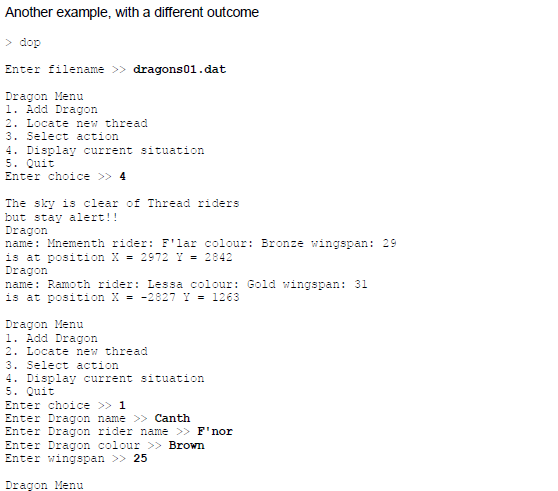 Another example, with a different outcome
> dop
Enter filename >> dragons01.dat
Dragon Menu
1. Add Dragon
2. Locate new thread
3. Select action
4. Display current situation
5. Quit
Enter choice >> 4
The sky is clear of Thread riders
but stay alert!!
Dragon
name: Mnementh rider: F'lar colour: Bronze wingspan: 29
is at position X = 2972 Y = 2842
Dragon
name: Ramoth rider: Lessa colour: Gold wingspan: 31
is at position X = -2827 Y = 1263
Dragon Menu
1. Add Dragon
2. Locate new thread
3. Select action
4. Display current situation
5. Quit
Enter choice >> 1
Enter Dragon name >> Canth
Enter Dragon rider name >> F'nor
Enter Dragon colour >> Brown
Enter wingspan >> 25
Dragon Menu